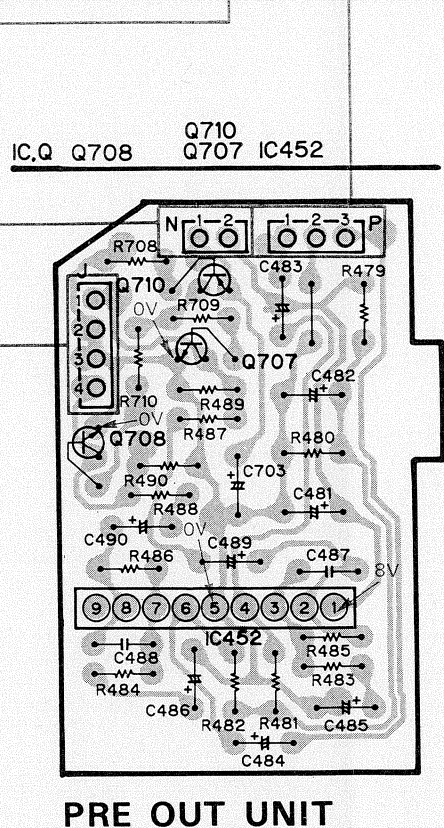 Q710
IC,Q Q708 Q707 IC452
N 1 2 1 2 3 P
R708
C483
R479
J
Q710
1
R709
0V
2
3
Q707
4
C482
R710
R489
0V
Q708
R487
R480
C703
R490
R488
C481
C490
0V
C489
R486
C487
8V
9 8 7 6 5 4 3 2 1
IC452
R485
C488
R483
R484
C486
R482 R481
C485
C484
PRE OUT UNIT